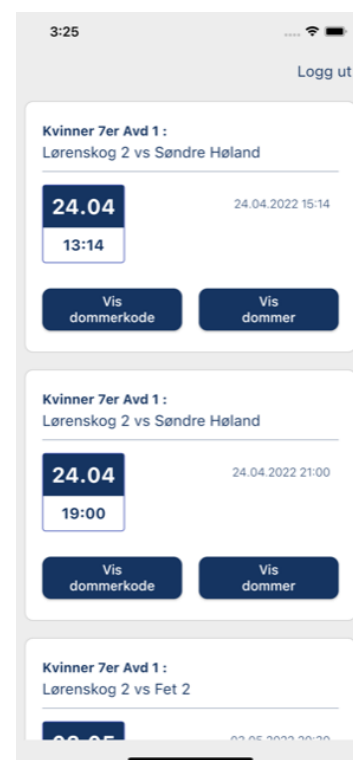 3:25
Logg ut
Kvinner 7er Avd 1 :
Lørenskog 2 vs Søndre Høland
24.04
24.04.2022 15:14
13:14
Vis
dommerkode
Vis
dommer
Kvinner 7er Avd 1 :
Lørenskog 2 vs Søndre Høland
24.04
24.04.2022 21:00
19:00
Vis
dommerkode
Vis
dommer
Kvinner 7er Avd 1 :
Lørenskog 2 vs Fet 2